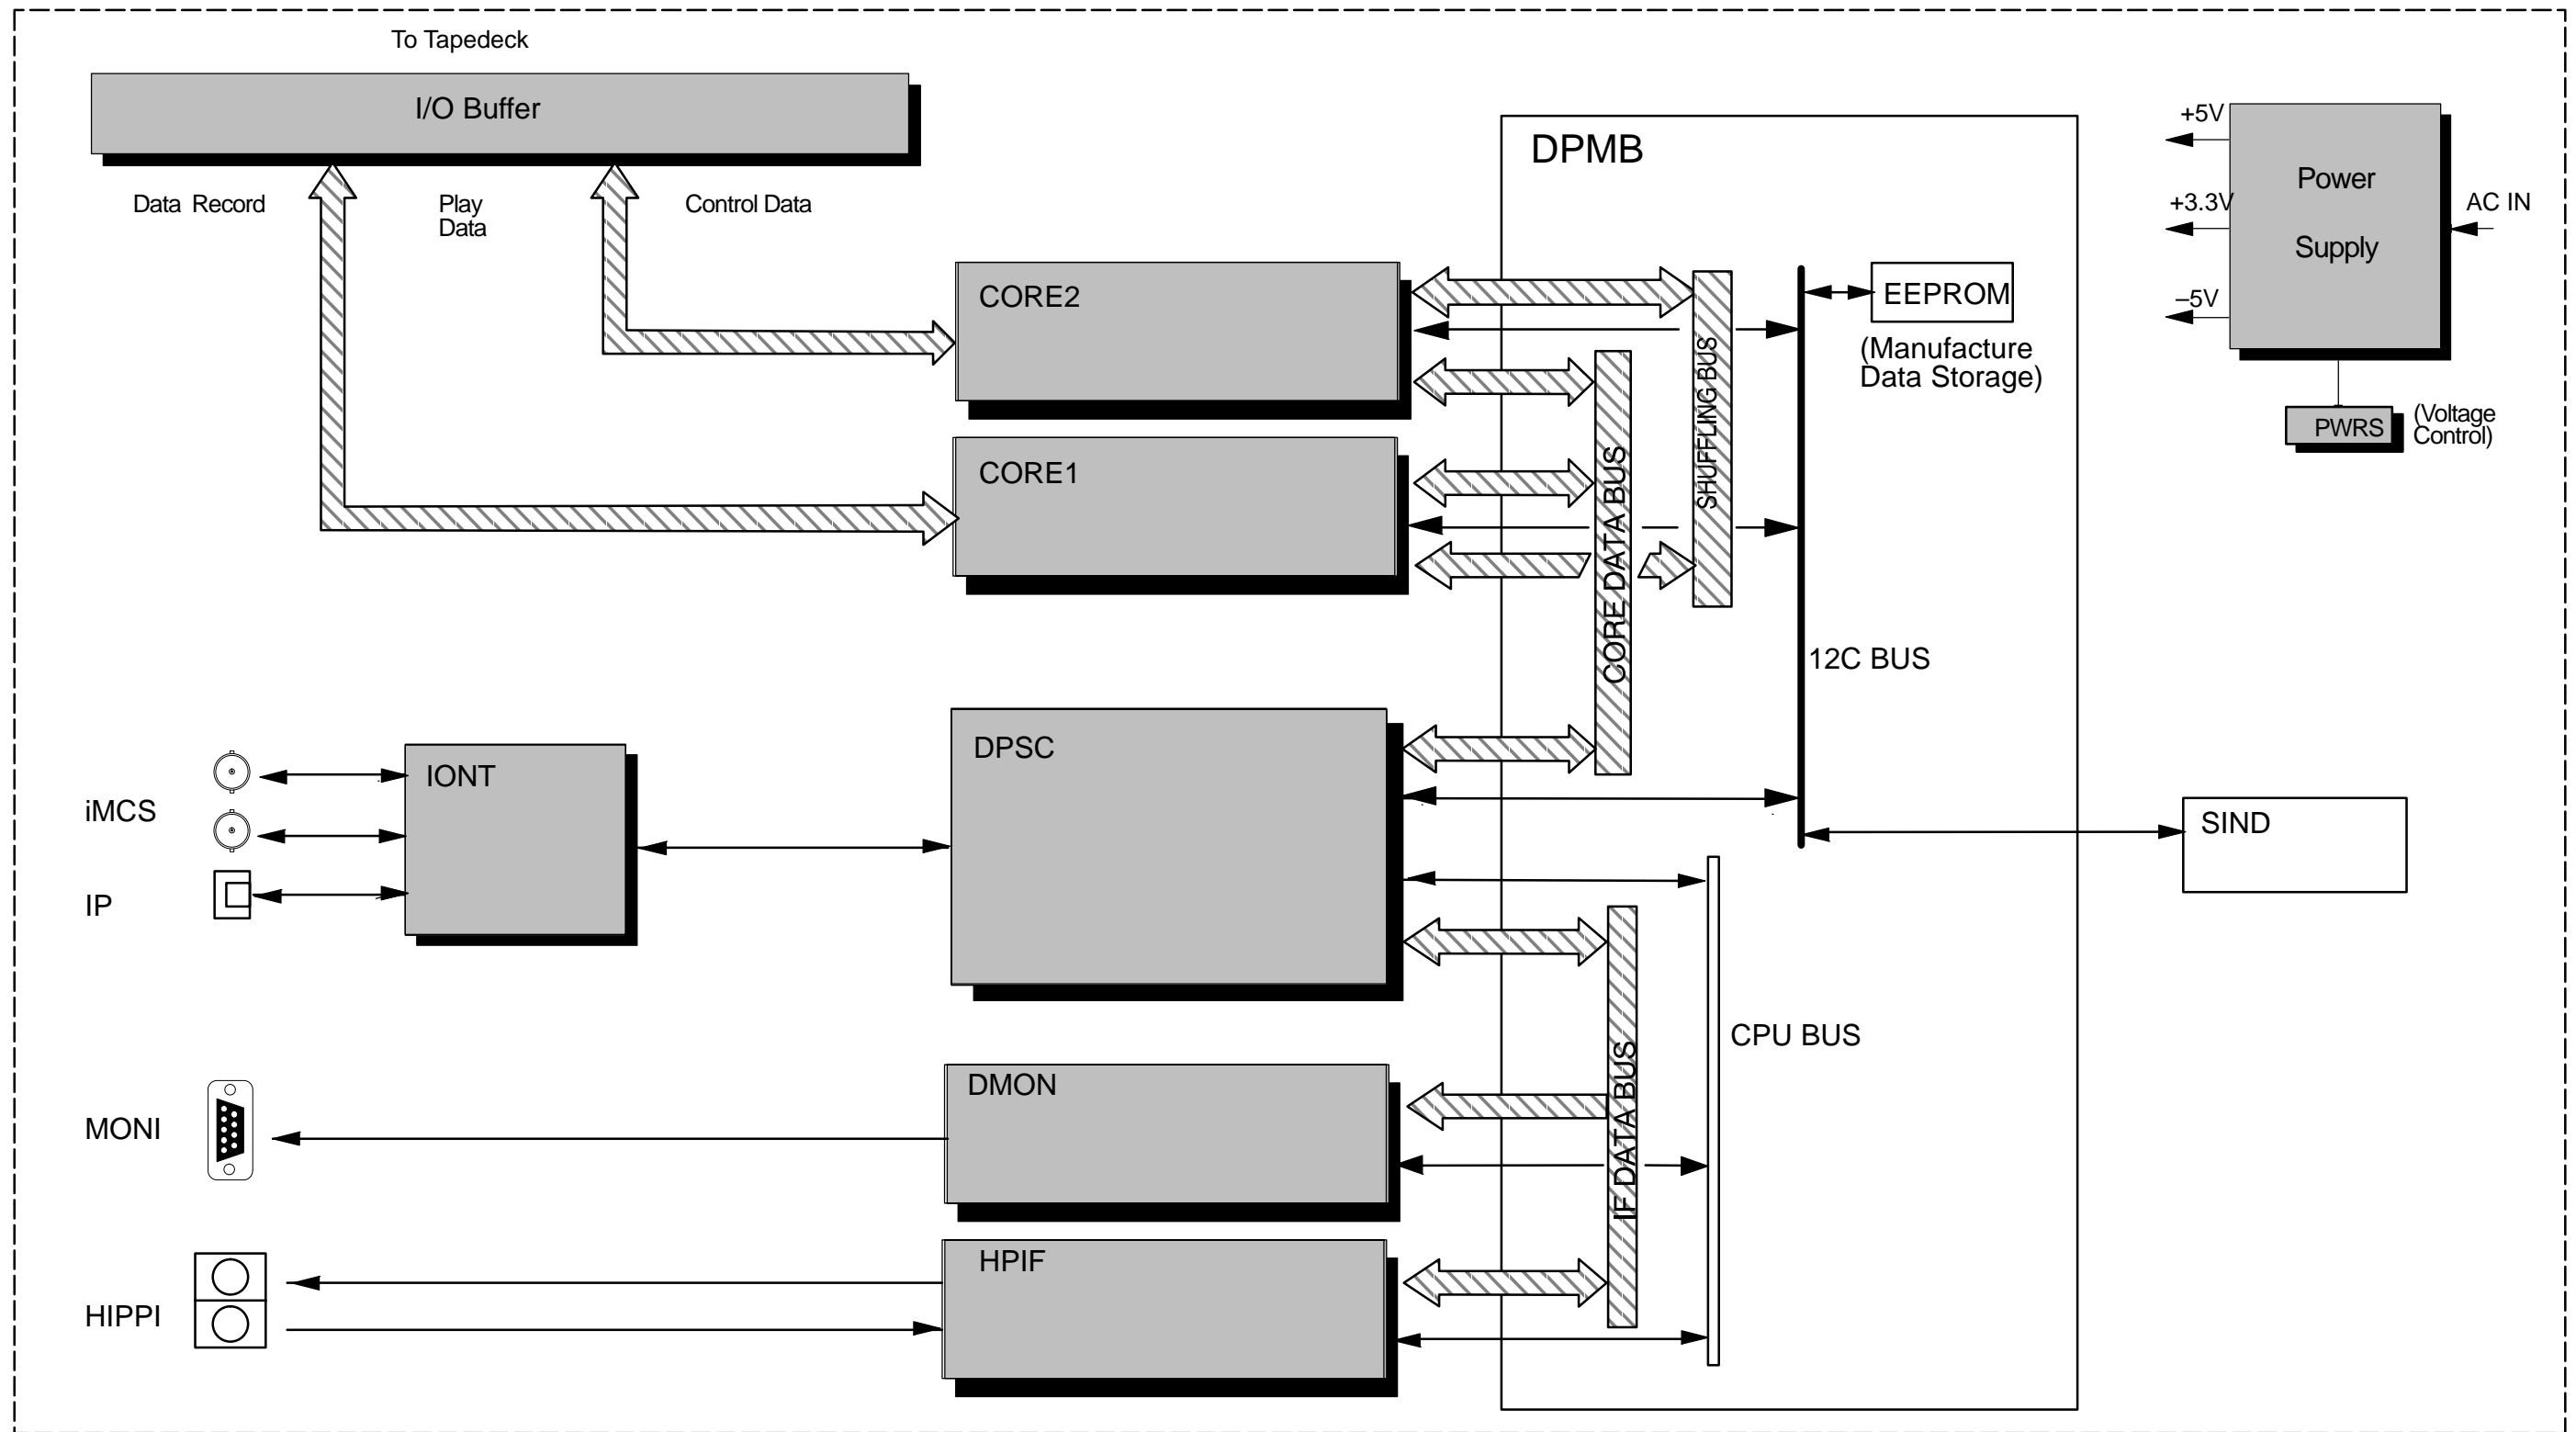 To Tapedeck
I/O Buffer
Data Record
Play
Data
Control Data
DPMB
+5V
+3.3V
–5V
Power
Supply
AC IN
PWRS
(Voltage
Control)
CORE2
CORE1
EEPROM
(Manufacture
Data Storage)
SHUFFLING BUS
CORE DATA BUS
12C BUS
iMCS
IP
IONT
DPSC
SIND
CPU BUS
IF DATA BUS
MONI
DMON
HIPPI
HPIF